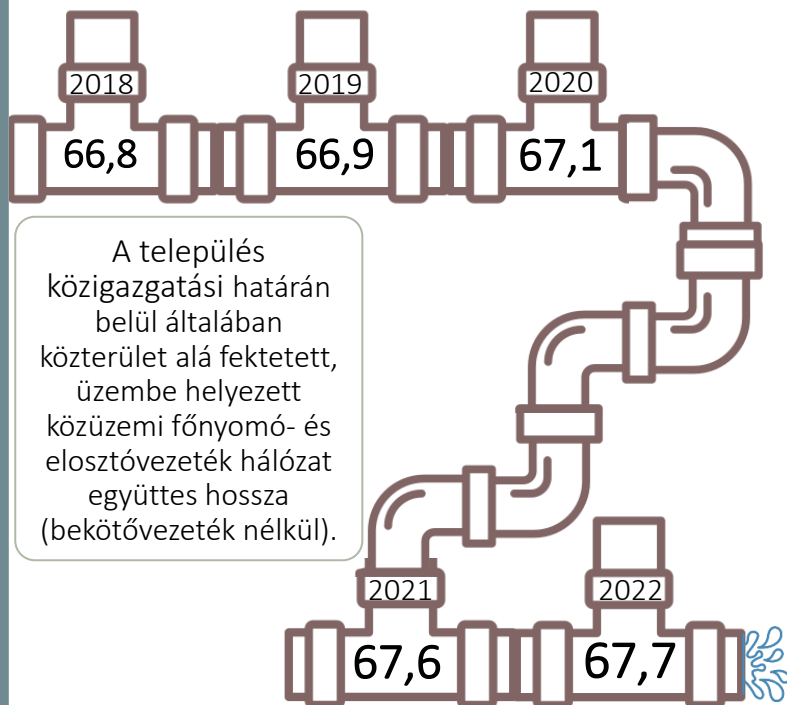 2018 2019 2020
66,8 66,9 67,1
A település
közigazgatási határán
belül általában
közterület alá fektetett,
üzembe helyezett
közüzemi főnyomó- és
elosztóvezeték hálózat
együttes hossza
(bekötővezeték nélkül).
2021 2022
67,6 67,7